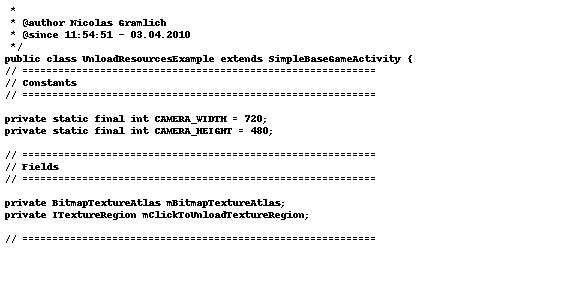 *
* @author Nicolas Gramlich
* @since 11:54:51 - 03.04.2010
*/
public class UnloadResourcesExample extends SimpleBaseGameActivity {
// ===========================================================
// Constants
// ===========================================================
private static final int CAMERA_WIDTH = 720;
private static final int CAMERA_HEIGHT = 480;
// ===========================================================
// Fields
// ===========================================================
private BitmapTextureAtlas mBitmapTextureAtlas;
private ITextureRegion mClickToUnloadTextureRegion;
// ===========================================================